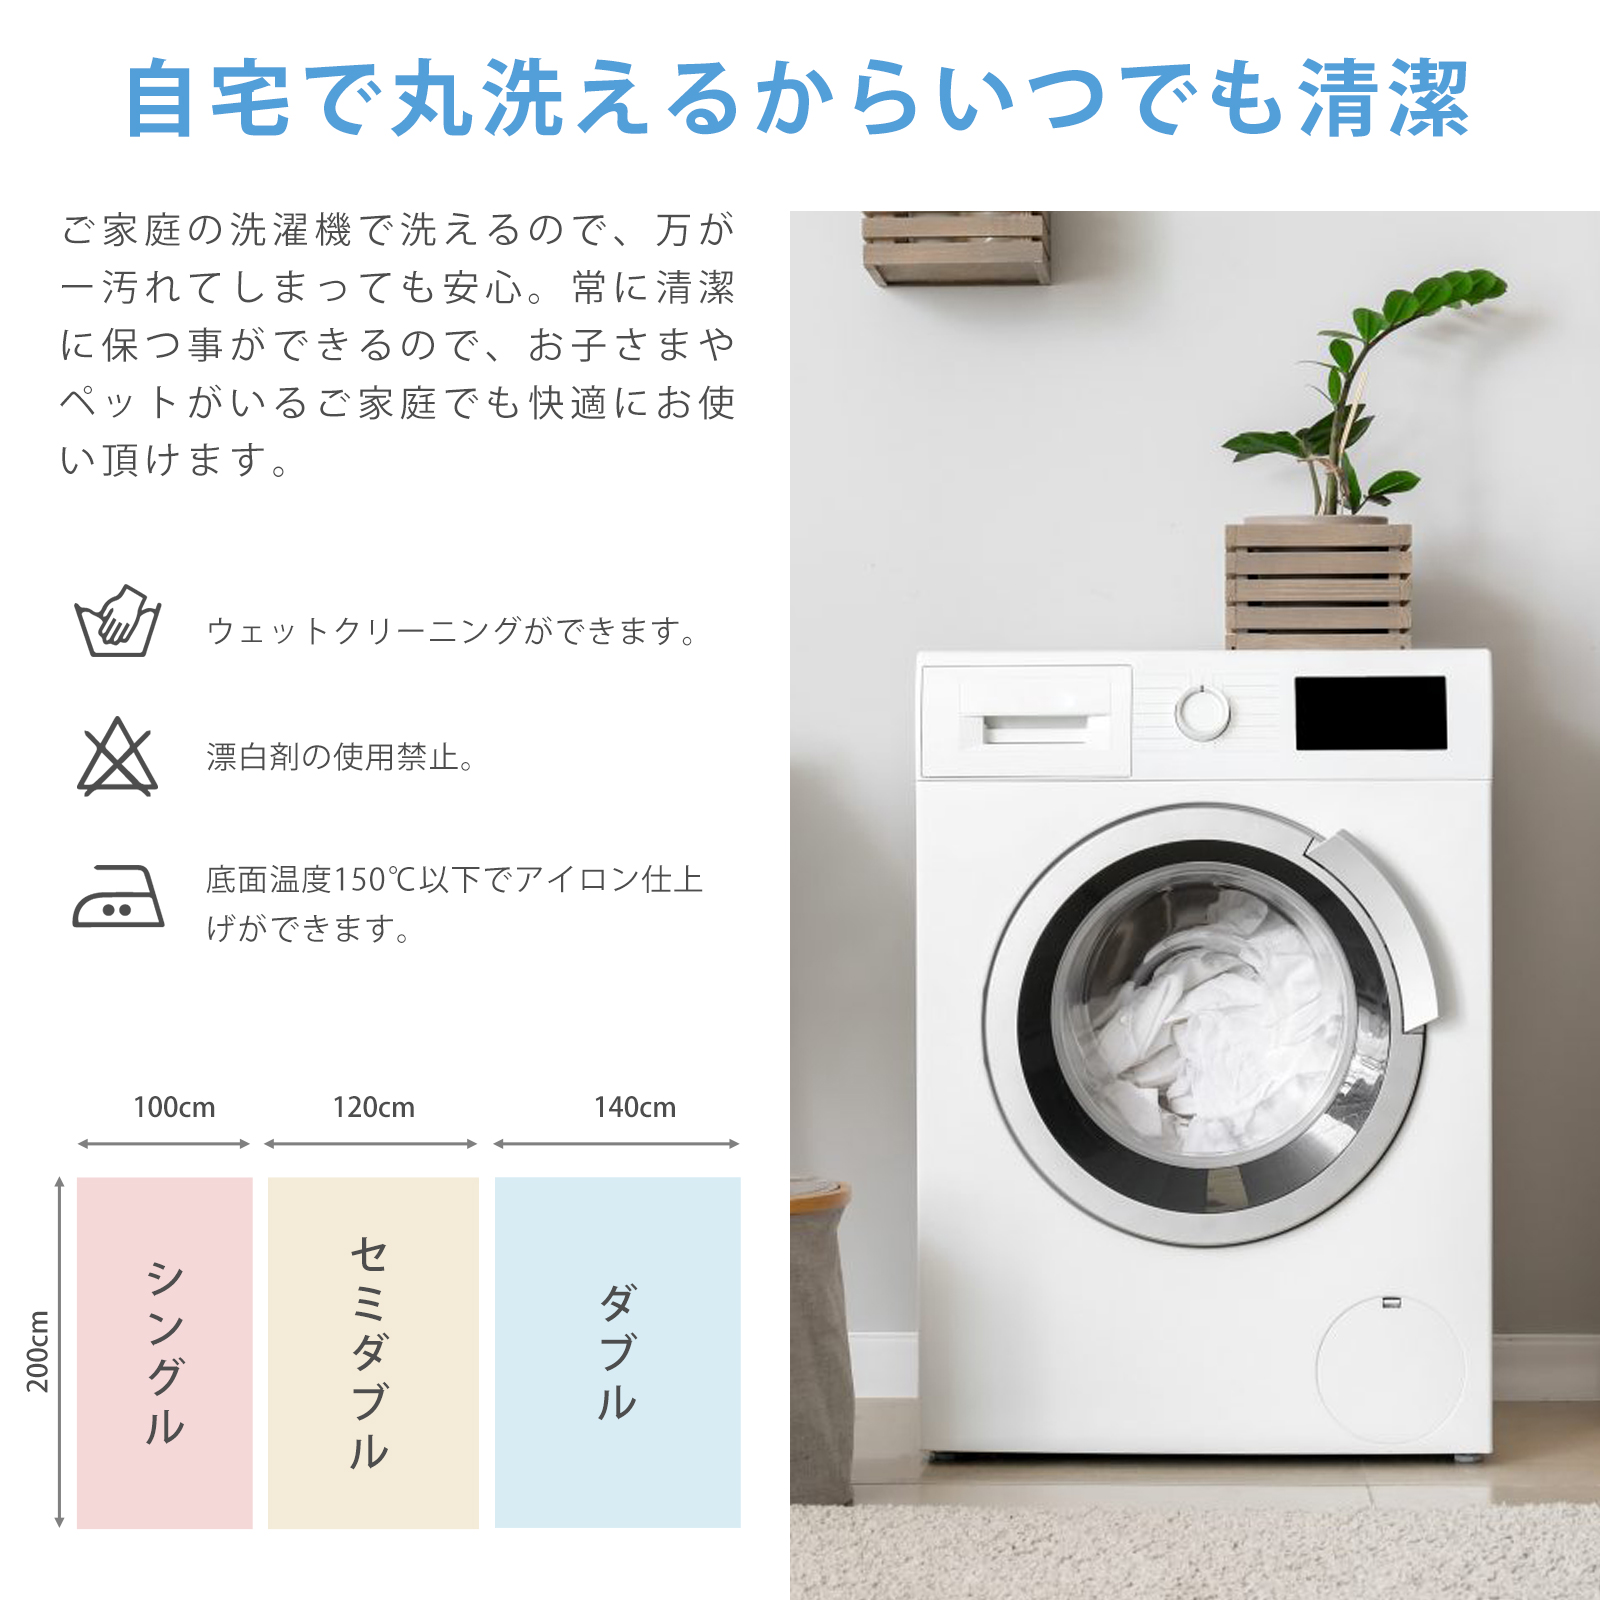 自宅で丸洗えるからいつでも清潔
ご家庭の洗濯機で洗えるので、万が
一汚れてしまっても安心。常に清潔
に保つ事ができるので、お子さまや
ペットがいるご家庭でも快適にお使
い頂けます。
ウェットクリーニングができます。
漂白剤の使用禁止。
底面温度150℃以下でアイロン仕上
げができます。
100cm
120cm
140cm
200cm
シングル
セミダブル
ダブル